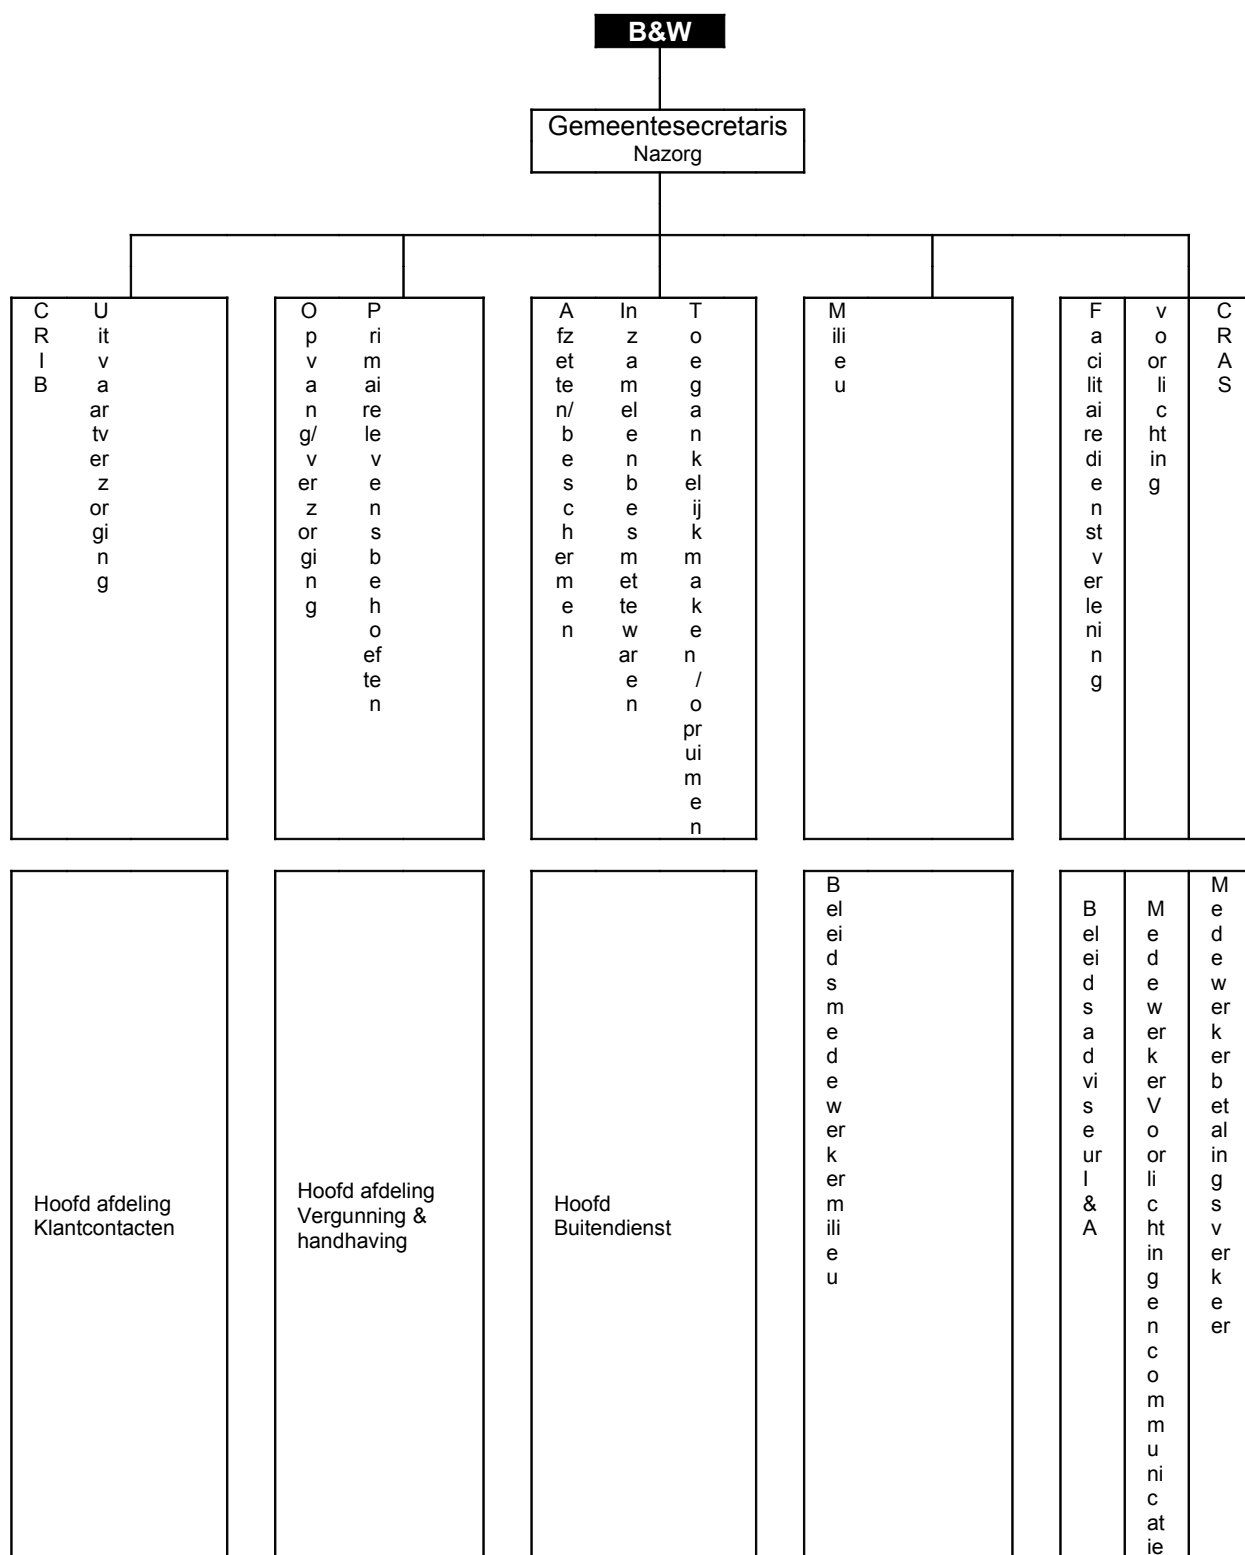 B&W
Gemeentesecretaris
Nazorg
CRIB
Uitvaartverzorging
Opvang/verzorging
Primaire levensbehoeften
Afzetten/beschermen
Inzamelen besmette waren
Toegankelijk maken/opruimen
Milieu
Facilitaire dienstverlening
voorlichting
CRAS
Hoofd afdeling
Klantcontacten
Hoofd afdeling
Vergunning &
handhaving
Hoofd
Buitendienst
Beleidsmedewerker milieu
Beleidsadviseur I&A
Medewerker Voorlichting en communicatie
Medewerker betalingsverkeer